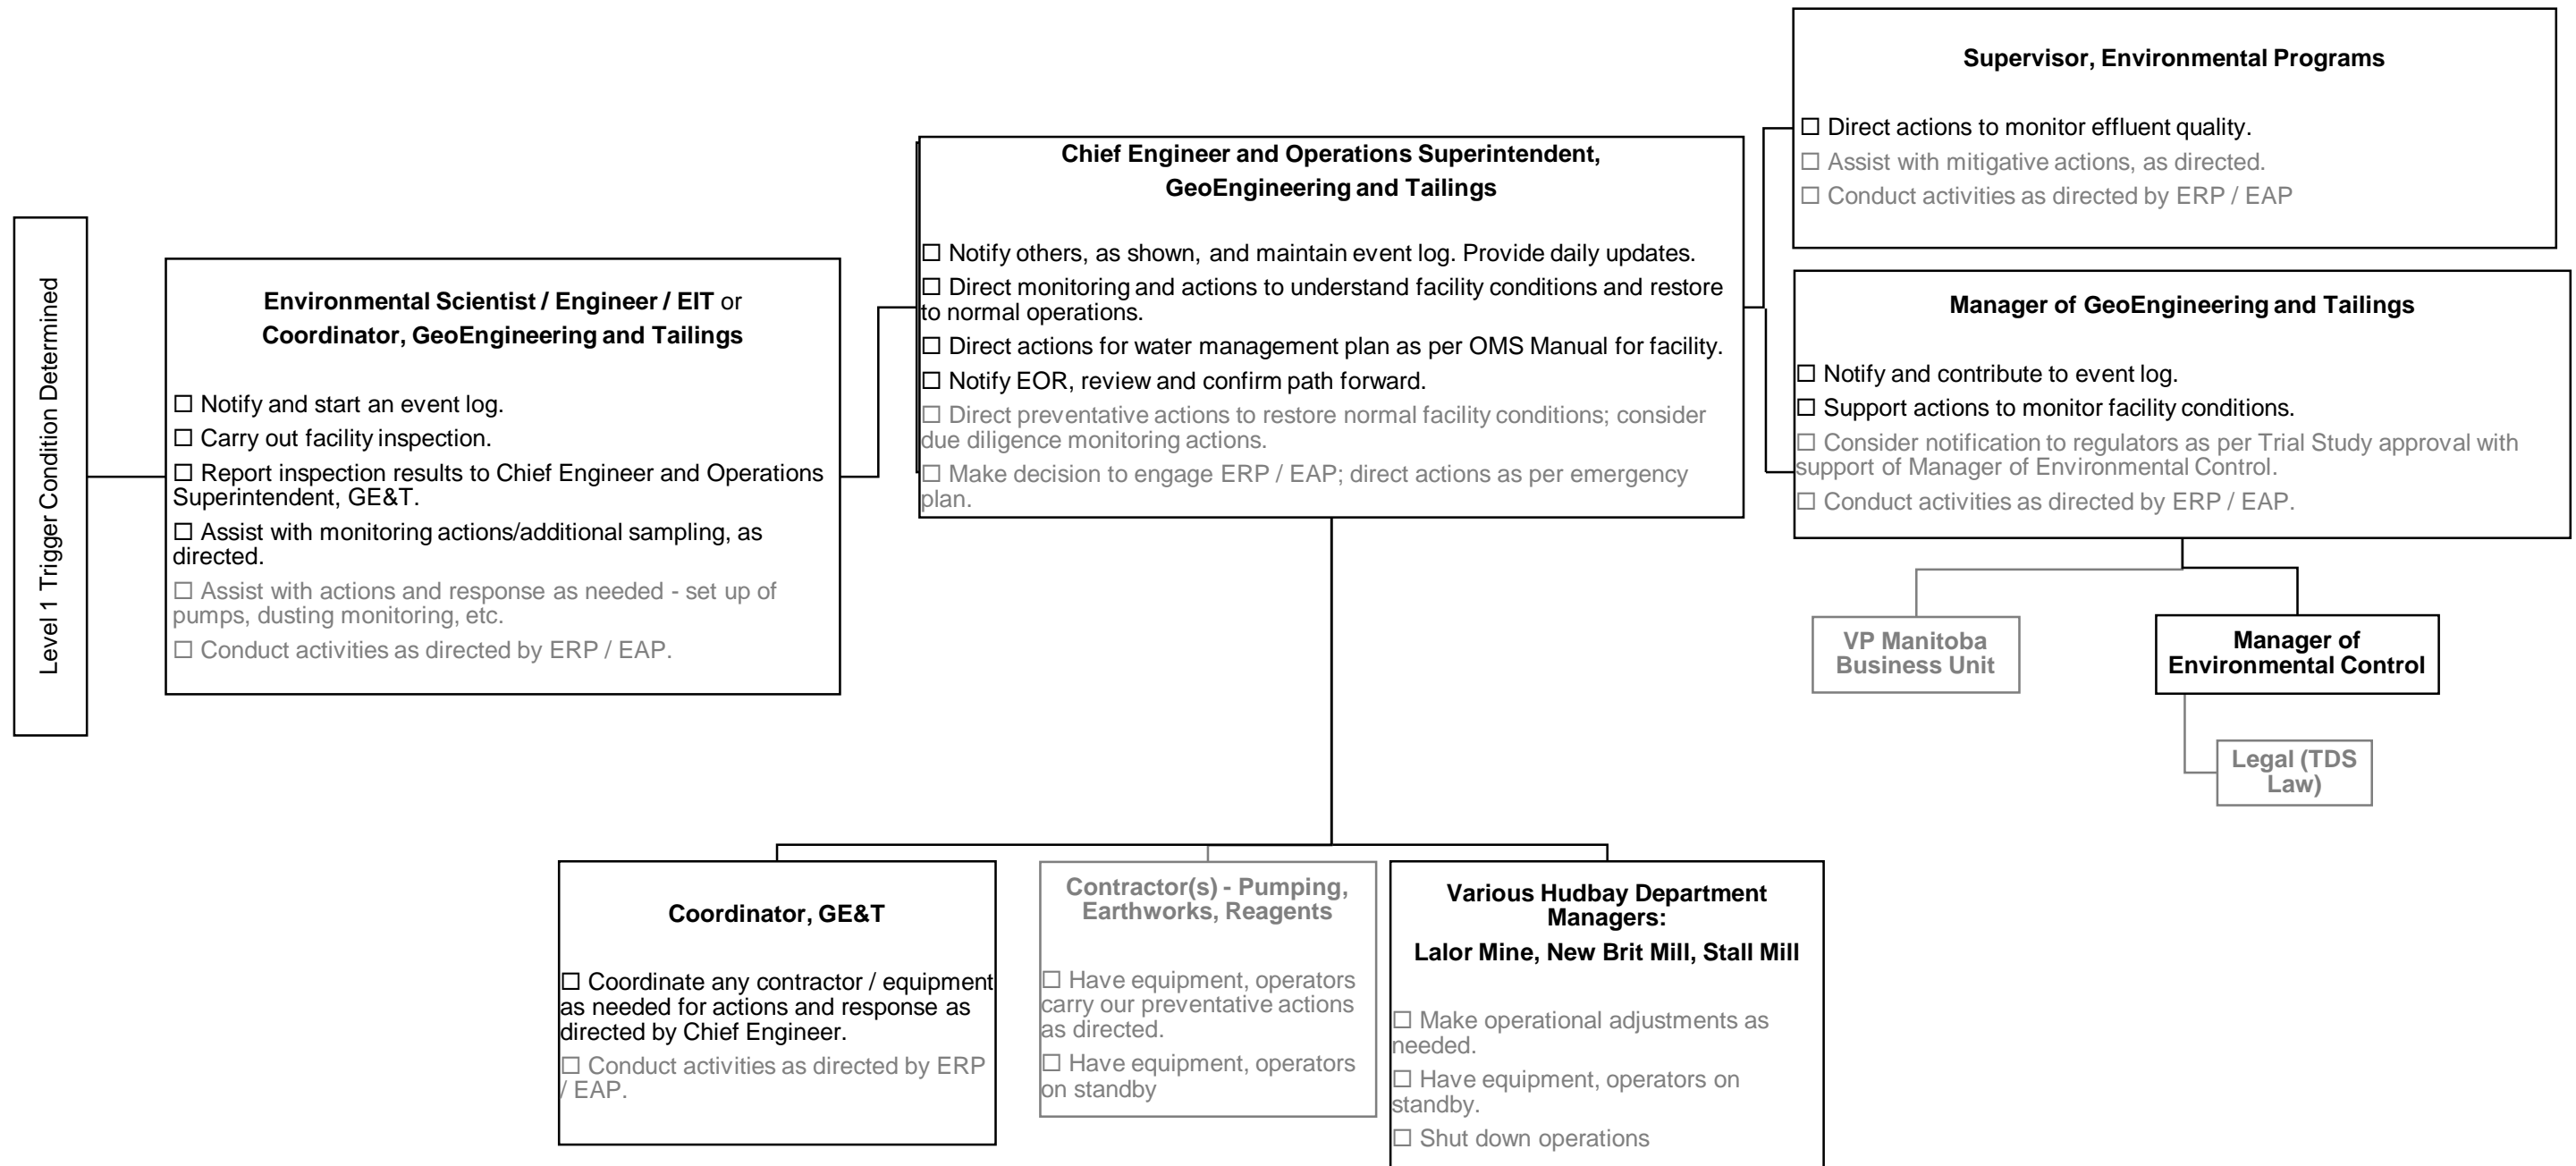 Level 1 Trigger Condition Determined
Environmental Scientist / Engineer / EIT or
Coordinator, GeoEngineering and Tailings
☐ Notify and start an event log.
☐ Carry out facility inspection.
☐ Report inspection results to Chief Engineer and Operations
Superintendent, GE&T.
☐ Assist with monitoring actions/additional sampling, as
directed.
☐ Assist with actions and response as needed - set up of
pumps, dusting monitoring, etc.
☐ Conduct activities as directed by ERP / EAP.
Chief Engineer and Operations Superintendent,
GeoEngineering and Tailings
☐ Notify others, as shown, and maintain event log. Provide daily updates.
☐ Direct monitoring and actions to understand facility conditions and restore
to normal operations.
☐ Direct actions for water management plan as per OMS Manual for facility.
☐ Notify EOR, review and confirm path forward.
☐ Direct preventative actions to restore normal facility conditions; consider
due diligence monitoring actions.
☐ Make decision to engage ERP / EAP; direct actions as per emergency
plan.
Supervisor, Environmental Programs
☐ Direct actions to monitor effluent quality.
☐ Assist with mitigative actions, as directed.
☐ Conduct activities as directed by ERP / EAP
Manager of GeoEngineering and Tailings
☐ Notify and contribute to event log.
☐ Support actions to monitor facility conditions.
☐ Consider notification to regulators as per Trial Study approval with
support of Manager of Environmental Control.
☐ Conduct activities as directed by ERP / EAP.
VP Manitoba
Business Unit
Manager of
Environmental Control
Legal (TDS
Law)
Coordinator, GE&T
☐ Coordinate any contractor / equipment
as needed for actions and response as
directed by Chief Engineer.
☐ Conduct activities as directed by ERP
/ EAP.
Contractor(s) - Pumping,
Earthworks, Reagents
☐ Have equipment, operators
carry our preventative actions
as directed.
☐ Have equipment, operators
on standby
Various Hudbay Department
Managers:
Lalor Mine, New Brit Mill, Stall Mill
☐ Make operational adjustments as
needed.
☐ Have equipment, operators on
standby.
☐ Shut down operations